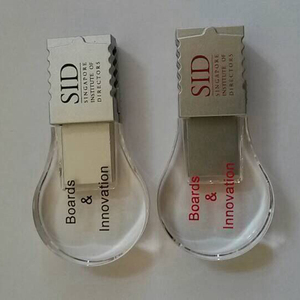 SID
SINGAPORE
INSTITUTE OF
DIRECTORS
Boards
&
Innovation
SID
SINGAPORE
INSTITUTE OF
DIRECTORS
Boards
&
Innovation